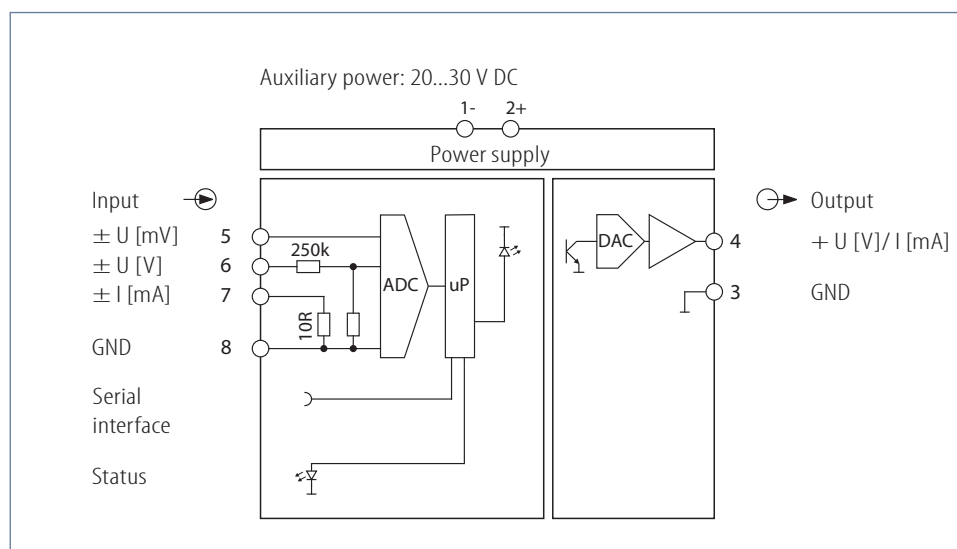 Auxiliary power: 20...30 V DC
1- 2+
Power supply
Input
Output
± U [mV] 5
± U [V] 6
± I [mA] 7
GND 8
250k
10R
ADC
uP
DAC
4 + U [V]/ I [mA]
3 GND
Serial
interface
Status